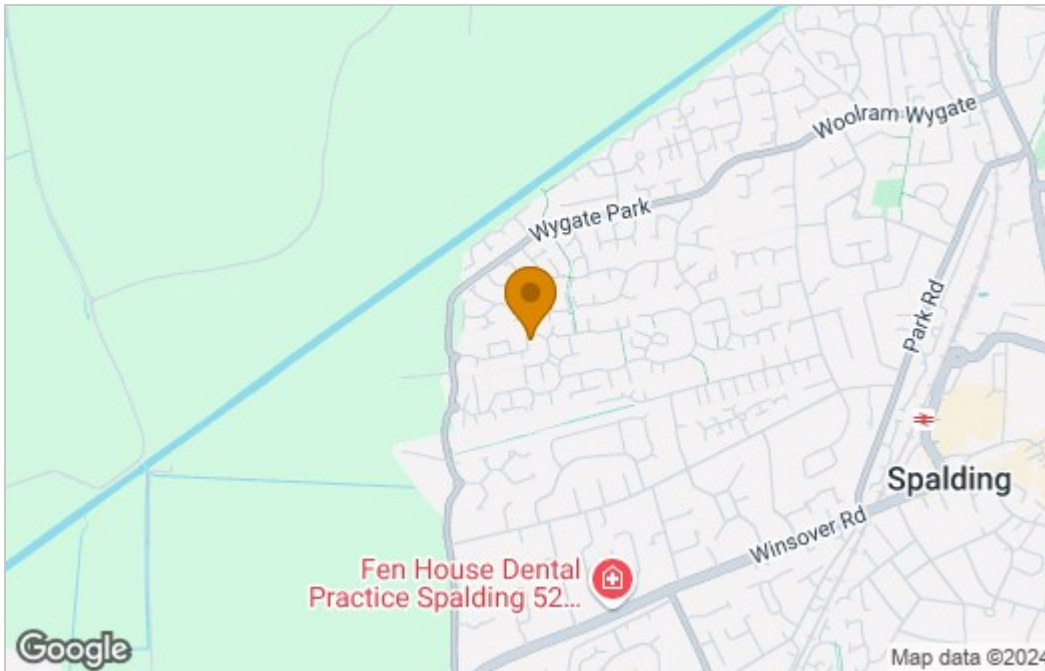 Woolram Wygate
Wygate Park
Park Rd
Spalding
Winsover Rd
Fen House Dental
Practice Spalding 52...
Google
Map data ©2024